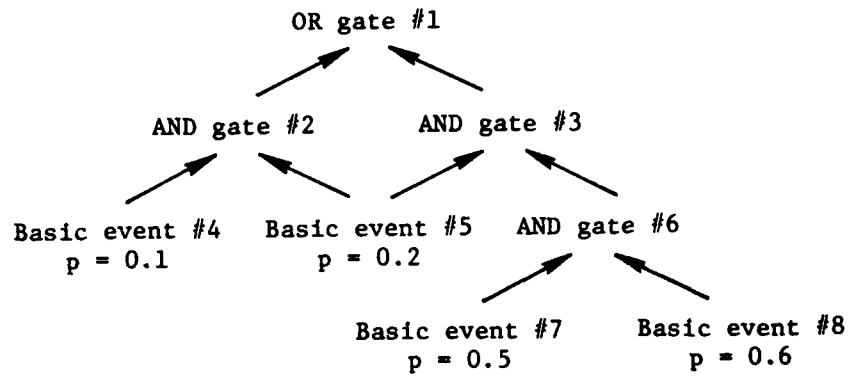 OR gate #1
AND gate #2
AND gate #3
Basic event #4
p = 0.1
Basic event #5
p = 0.2
AND gate #6
Basic event #7
p = 0.5
Basic event #8
p = 0.6